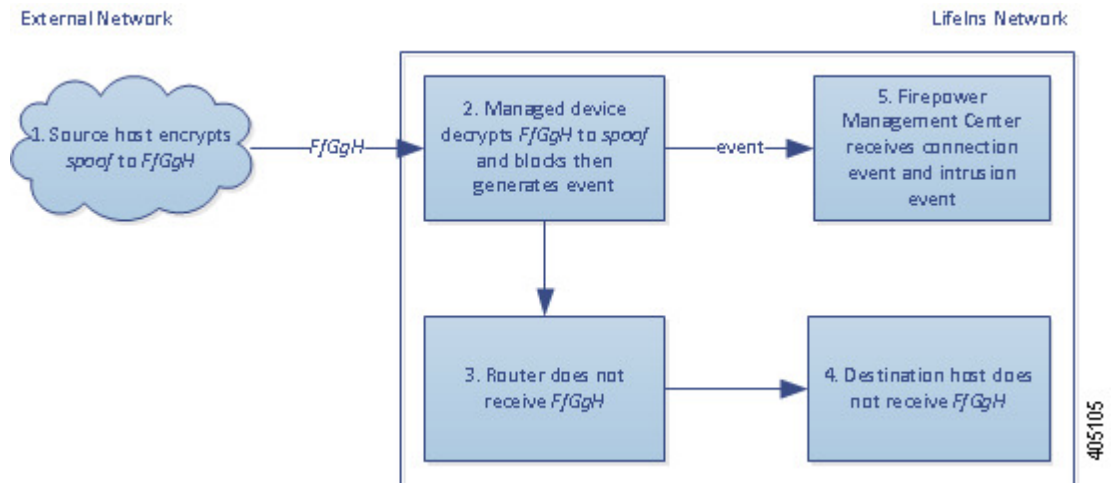 External Network
LifeIns Network
1. Source host encrypts
spoof to FfGgH
FfGgH
2. Managed device
decrypts FfGgH to spoof
and blocks then
generates event
event
5. Firepower
Management Center
receives connection
event and intrusion
event
3. Router does not
receive FfGgH
4. Destination host does
not receive FfGgH
405105